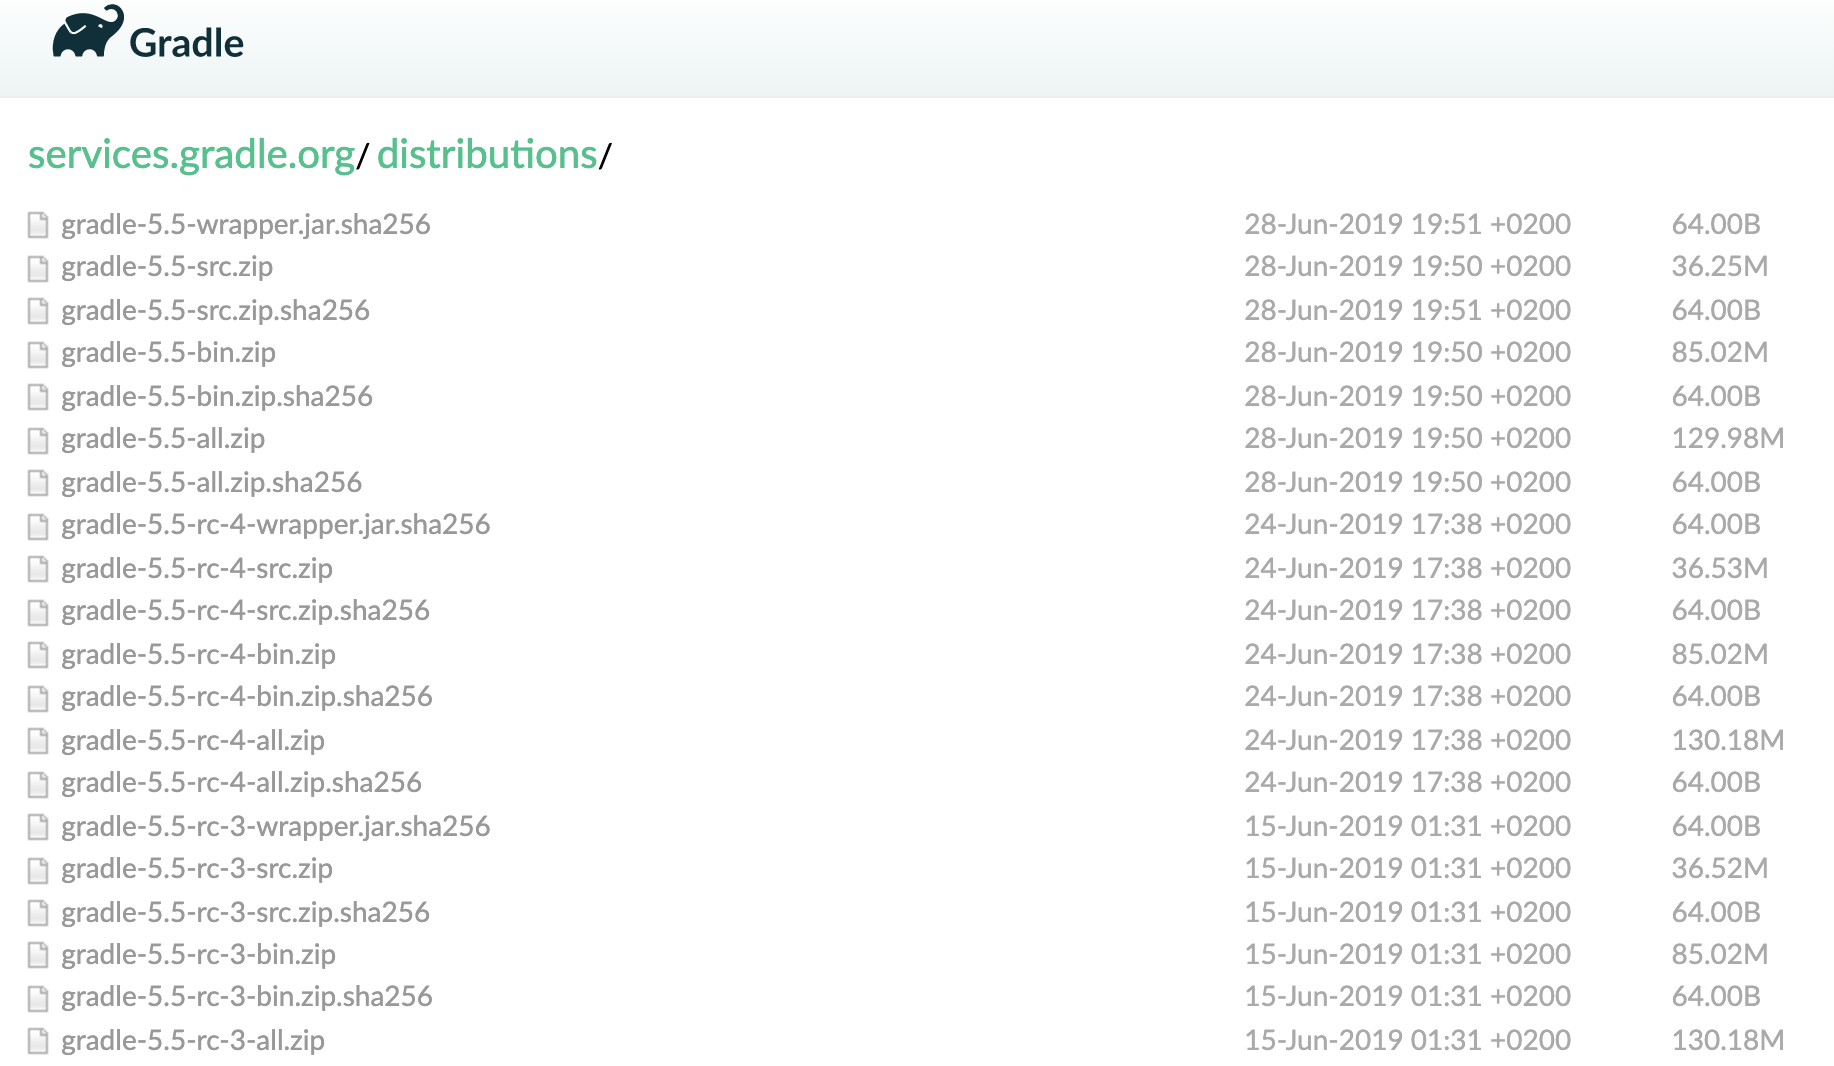 Gradle
services.gradle.org/ distributions/
gradle-5.5-wrapper.jar.sha256 28-Jun-2019 19:51 +0200 64.00B
gradle-5.5-src.zip 28-Jun-2019 19:50 +0200 36.25M
gradle-5.5-src.zip.sha256 28-Jun-2019 19:51 +0200 64.00B
gradle-5.5-bin.zip 28-Jun-2019 19:50 +0200 85.02M
gradle-5.5-bin.zip.sha256 28-Jun-2019 19:50 +0200 64.00B
gradle-5.5-all.zip 28-Jun-2019 19:50 +0200 129.98M
gradle-5.5-all.zip.sha256 28-Jun-2019 19:50 +0200 64.00B
gradle-5.5-rc-4-wrapper.jar.sha256 24-Jun-2019 17:38 +0200 64.00B
gradle-5.5-rc-4-src.zip 24-Jun-2019 17:38 +0200 36.53M
gradle-5.5-rc-4-src.zip.sha256 24-Jun-2019 17:38 +0200 64.00B
gradle-5.5-rc-4-bin.zip 24-Jun-2019 17:38 +0200 85.02M
gradle-5.5-rc-4-bin.zip.sha256 24-Jun-2019 17:38 +0200 64.00B
gradle-5.5-rc-4-all.zip 24-Jun-2019 17:38 +0200 130.18M
gradle-5.5-rc-4-all.zip.sha256 24-Jun-2019 17:38 +0200 64.00B
gradle-5.5-rc-3-wrapper.jar.sha256 15-Jun-2019 01:31 +0200 64.00B
gradle-5.5-rc-3-src.zip 15-Jun-2019 01:31 +0200 36.52M
gradle-5.5-rc-3-src.zip.sha256 15-Jun-2019 01:31 +0200 64.00B
gradle-5.5-rc-3-bin.zip 15-Jun-2019 01:31 +0200 85.02M
gradle-5.5-rc-3-bin.zip.sha256 15-Jun-2019 01:31 +0200 64.00B
gradle-5.5-rc-3-all.zip 15-Jun-2019 01:31 +0200 130.18M